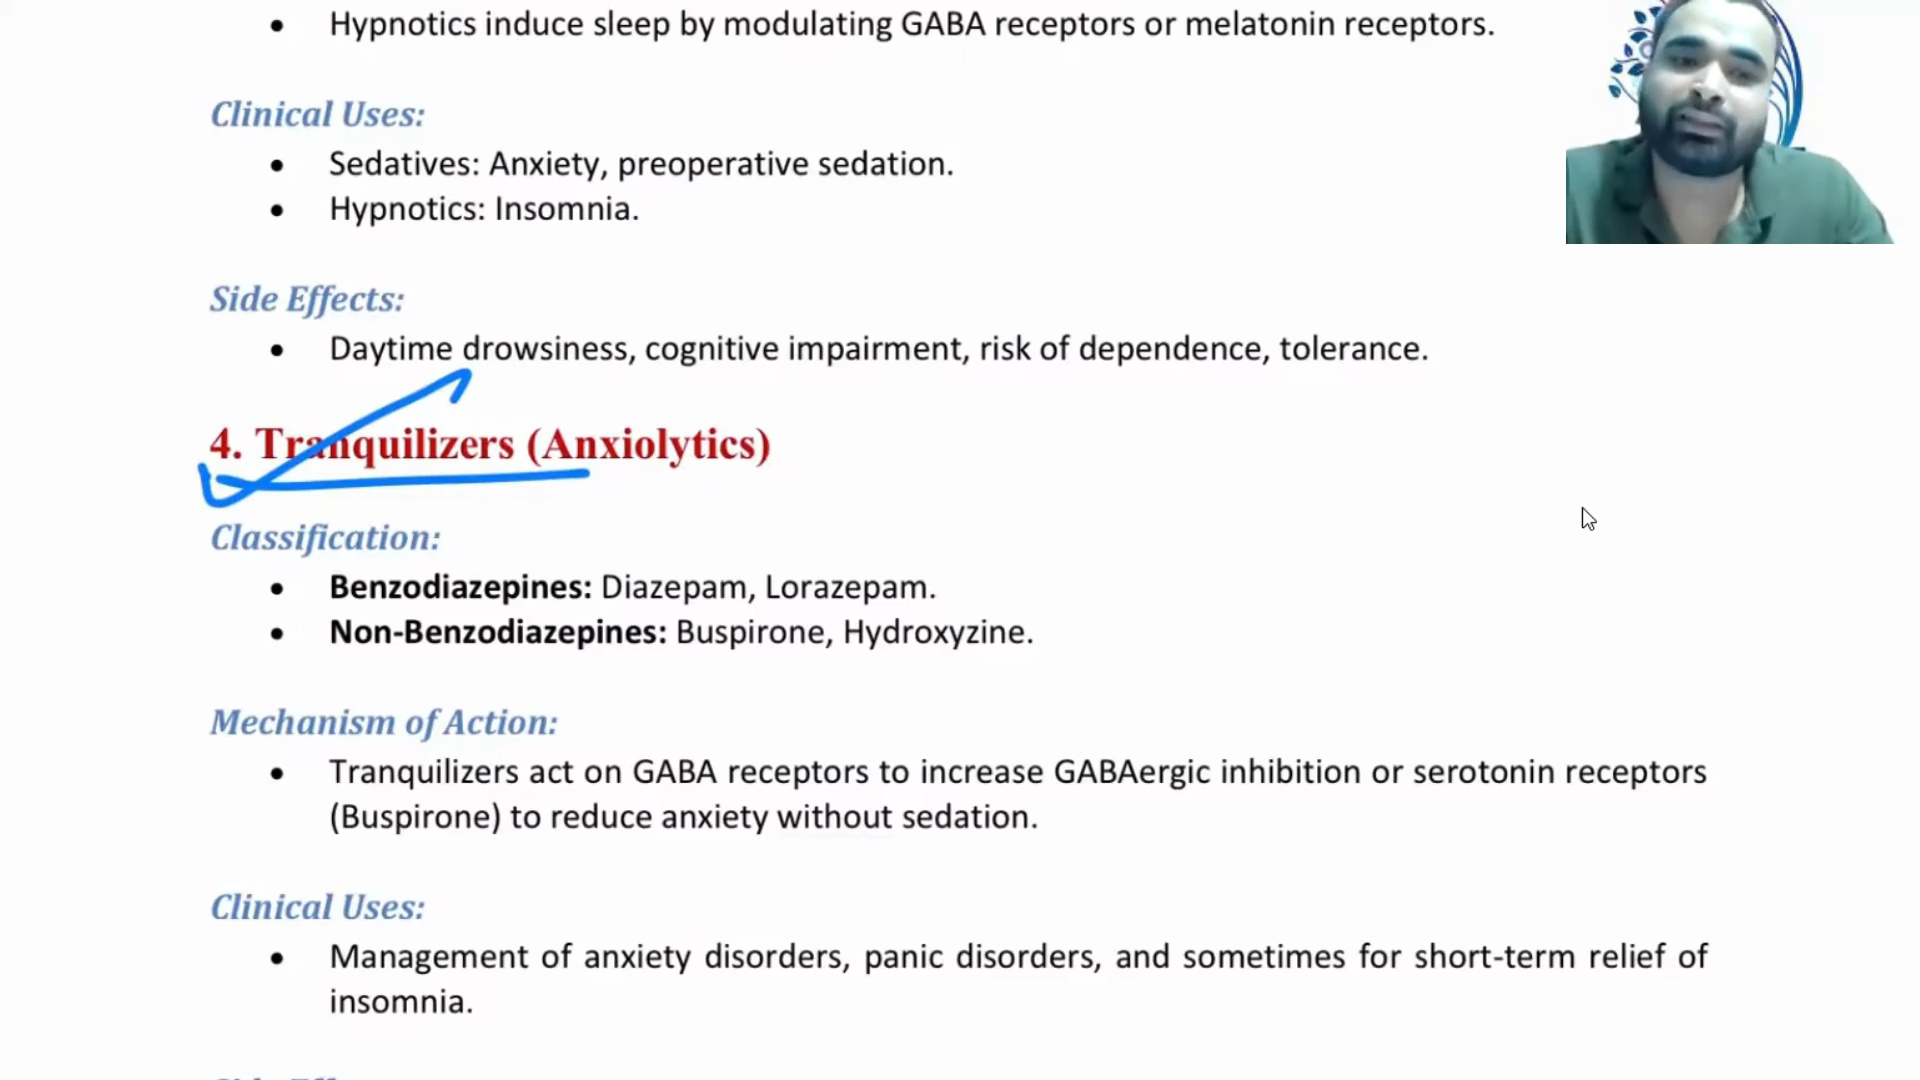 • Hypnotics induce sleep by modulating GABA receptors or melatonin receptors.
Clinical Uses:
• Sedatives: Anxiety, preoperative sedation.
• Hypnotics: Insomnia.
Side Effects:
• Daytime drowsiness, cognitive impairment, risk of dependence, tolerance.
4. Tranquilizers (Anxiolytics)
Classification:
• Benzodiazepines: Diazepam, Lorazepam.
• Non-Benzodiazepines: Buspirone, Hydroxyzine.
Mechanism of Action:
• Tranquilizers act on GABA receptors to increase GABAergic inhibition or serotonin receptors
(Buspirone) to reduce anxiety without sedation.
Clinical Uses:
• Management of anxiety disorders, panic disorders, and sometimes for short-term relief of
insomnia.